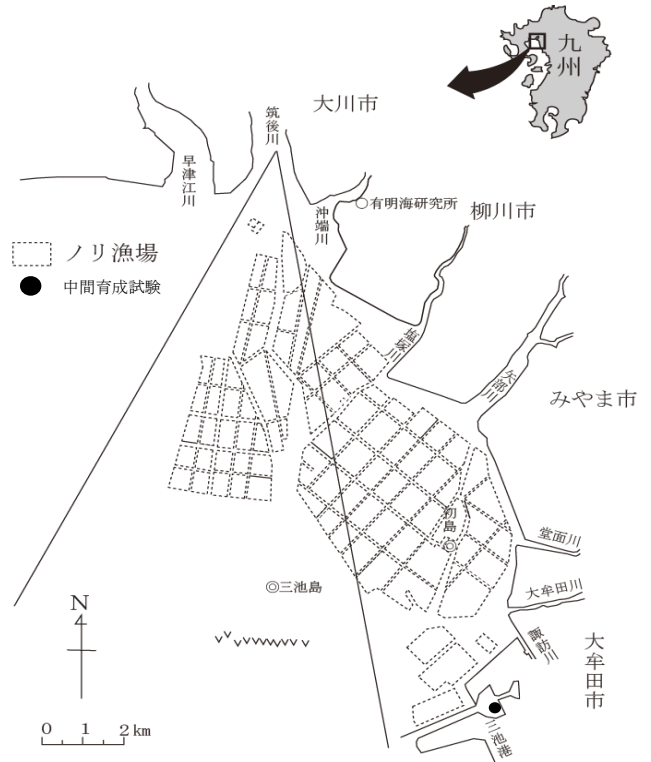 九州
大川市
筑後川
早津江川
沖端川
○有明海研究所
柳川市
ノリ漁場
中間育成試験
塩塚川
矢部川
みやま市
初島
◎
堂面川
◎三池島
大牟田川
諏訪川
大牟田市
N
三池港
0 1 2km